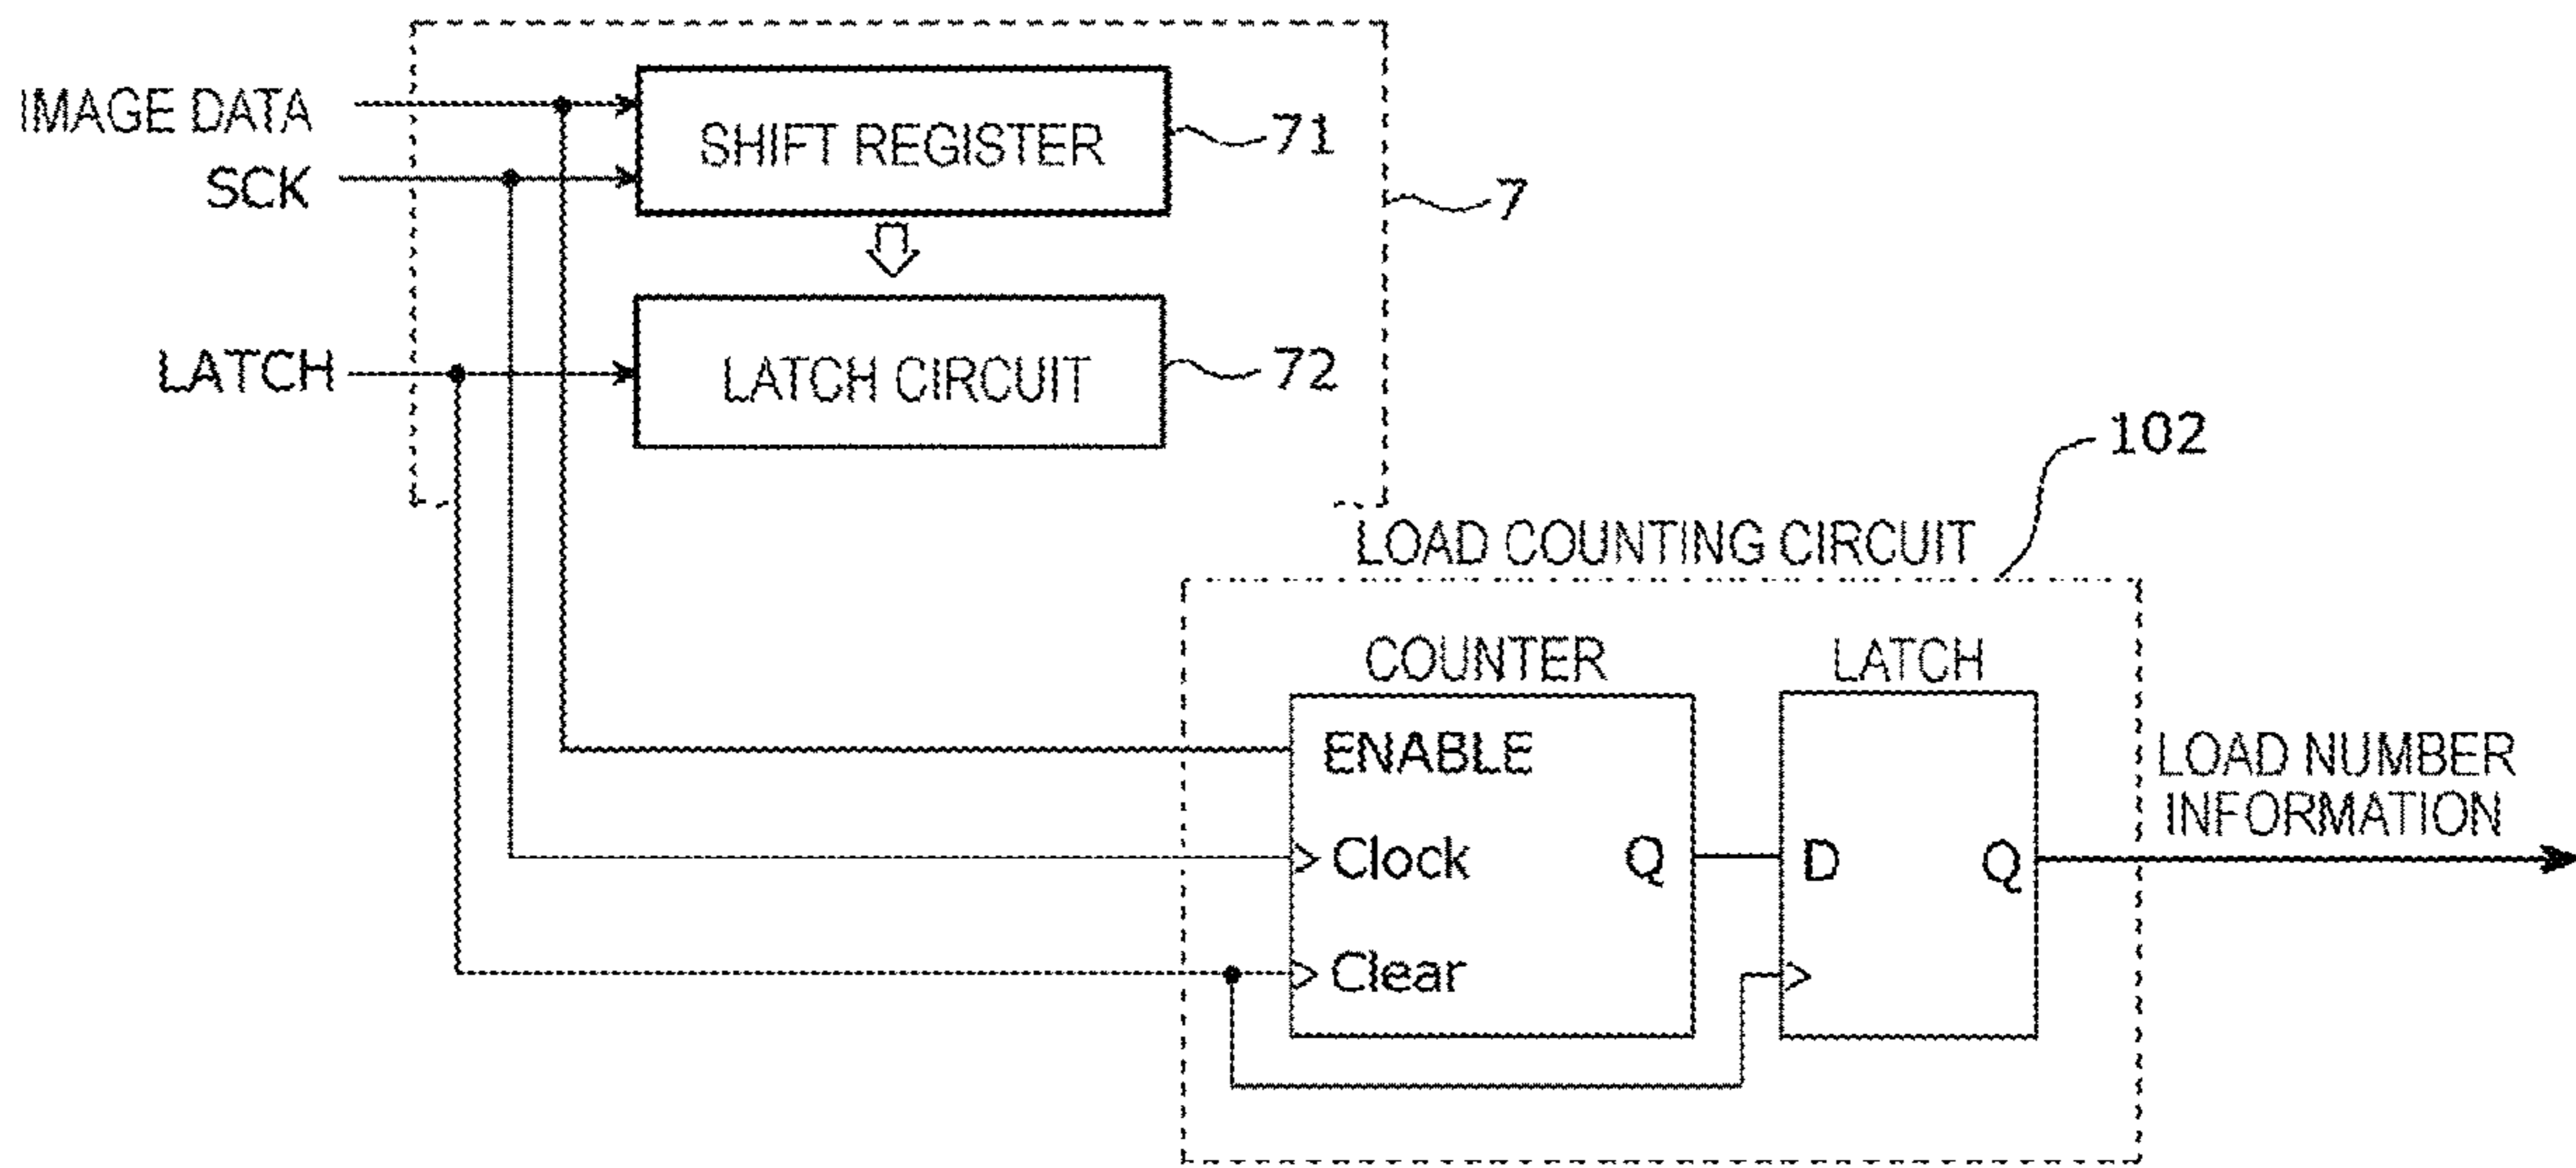 IMAGE DATA
SCK
SHIFT REGISTER
71
7
LATCH
LATCH CIRCUIT
72
102
LOAD COUNTING CIRCUIT
COUNTER
LATCH
ENABLE
Clock
Q
Clear
D
Q
LOAD NUMBER
INFORMATION